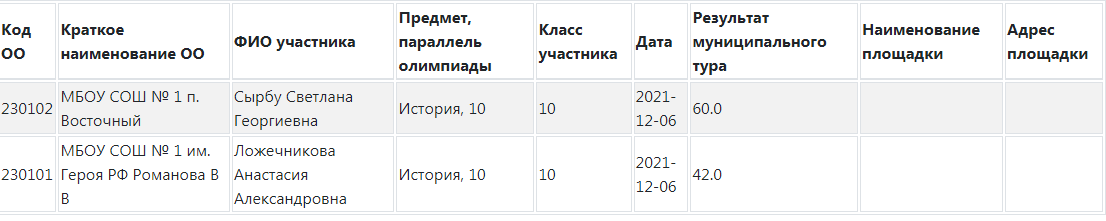 Код ОО
Краткое наименование ОО
ФИО участника
Предмет, параллель олимпиады
Класс участника
Дата
Результат муниципального тура
Наименование площадки
Адрес площадки
230102
МБОУ СОШ № 1 п. Восточный
Сырбу Светлана Георгиевна
История, 10
10
2021-12-06
60.0
230101
МБОУ СОШ № 1 им. Героя РФ Романова В В
Ложечникова Анастасия Александровна
История, 10
10
2021-12-06
42.0